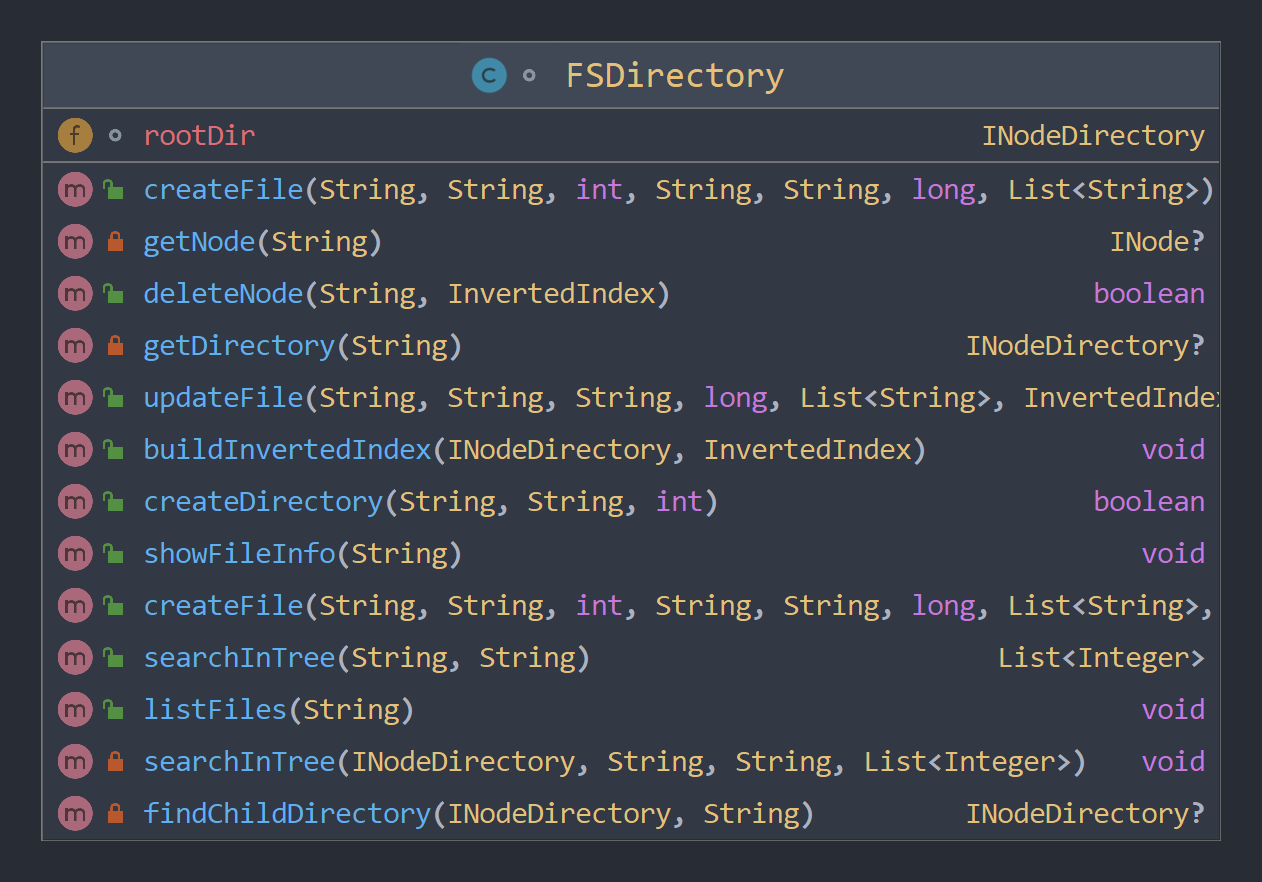 C FSDirectory
f rootDir INodeDirectory
m createFile(String, String, int, String, String, long, List<String>)
m getNode(String) INode?
m deleteNode(String, InvertedIndex) boolean
m getDirectory(String) INodeDirectory?
m updateFile(String, String, String, long, List<String>, InvertedInde
m buildInvertedIndex(INodeDirectory, InvertedIndex) void
m createDirectory(String, String, int) boolean
m showFileInfo(String) void
m createFile(String, String, int, String, String, long, List<String>,
m searchInTree(String, String) List<Integer>
m listFiles(String) void
m searchInTree(INodeDirectory, String, String, List<Integer>) void
m findChildDirectory(INodeDirectory, String) INodeDirectory?